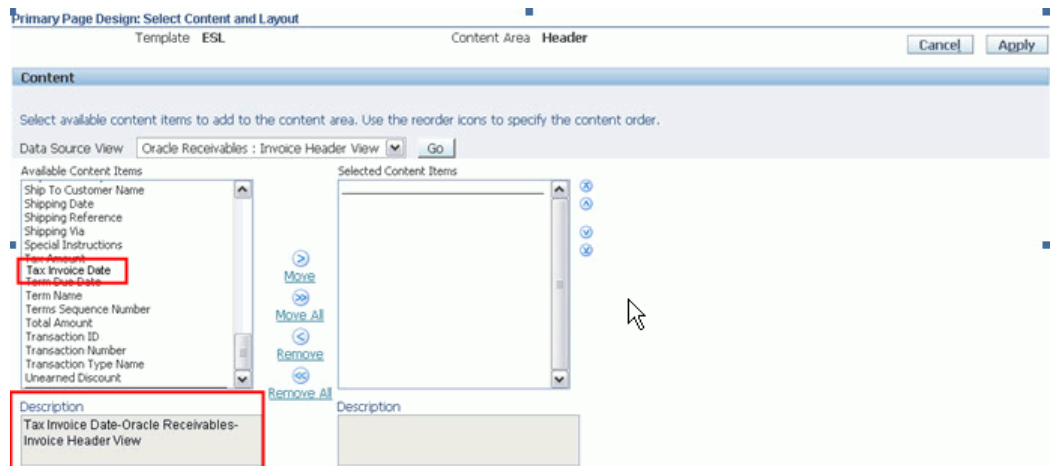 Primary Page Design: Select Content and Layout
Template ESL
Content Area Header
Cancel
Apply
Content
Select available content items to add to the content area. Use the reorder icons to specify the content order.
Data Source View
Oracle Receivables : Invoice Header View
Go
Available Content Items
Ship To Customer Name
Shipping Date
Shipping Reference
Shipping Via
Special Instructions
Tax Amount
Tax Invoice Date
Term Due Date
Term Name
Terms Sequence Number
Total Amount
Transaction ID
Transaction Number
Transaction Type Name
Unearned Discount
Move
Move All
Remove
Remove All
Selected Content Items
Description
Tax Invoice Date-Oracle Receivables-
Invoice Header View
Description